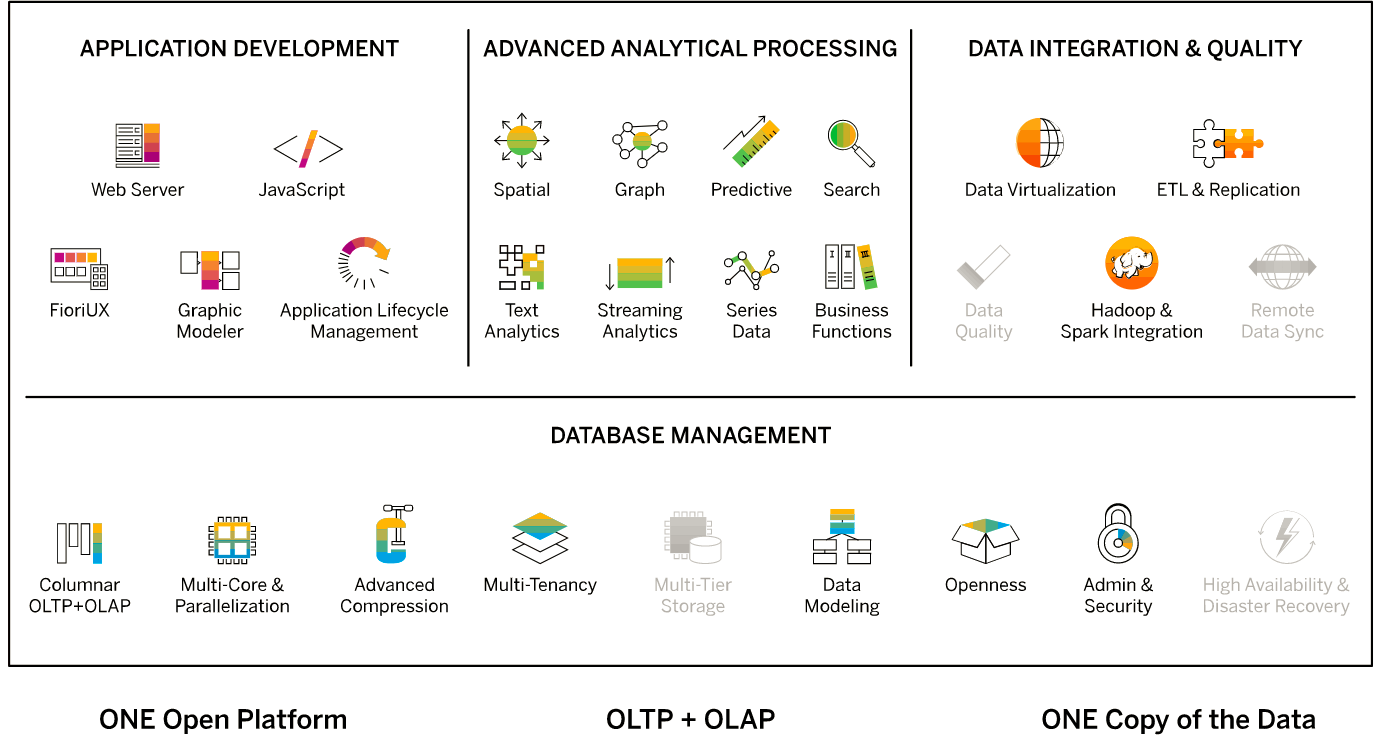 APPLICATION DEVELOPMENT
Web Server
JavaScript
FioriUX
Graphic
Modeler
Application Lifecycle
Management
ADVANCED ANALYTICAL PROCESSING
Spatial
Graph
Predictive
Search
Text
Analytics
Streaming
Analytics
Series
Data
Business
Functions
DATA INTEGRATION & QUALITY
Data Virtualization
ETL & Replication
Data
Quality
Hadoop &
Spark Integration
Remote
Data Sync
DATABASE MANAGEMENT
Columnar
OLTP+OLAP
Multi-Core &
Parallelization
Advanced
Compression
Multi-Tenancy
Multi-Tier
Storage
Data
Modeling
Openness
Admin &
Security
High Availability &
Disaster Recovery
ONE Open Platform
OLTP + OLAP
ONE Copy of the Data